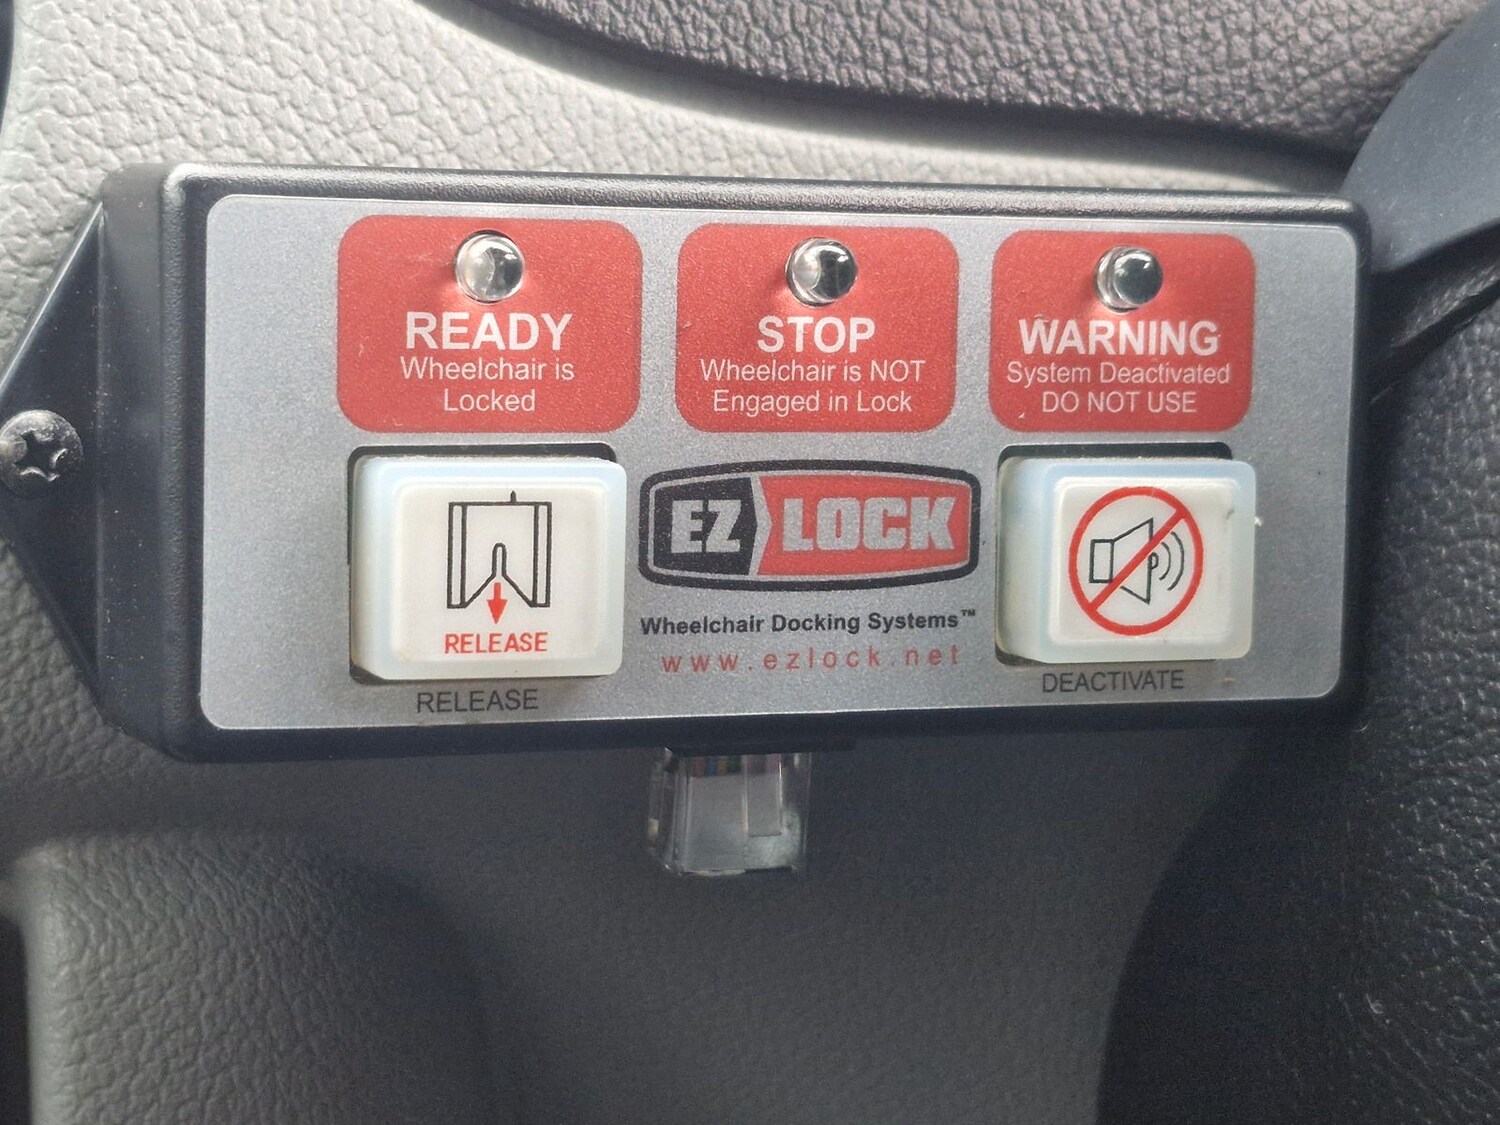 READY
Wheelchair is
Locked
STOP
Wheelchair is NOT
Engaged in Lock
WARNING
System Deactivated
DO NOT USE
RELEASE
RELEASE
EZ LOCK
Wheelchair Docking Systems™
www.ezlock.net
DEACTIVATE